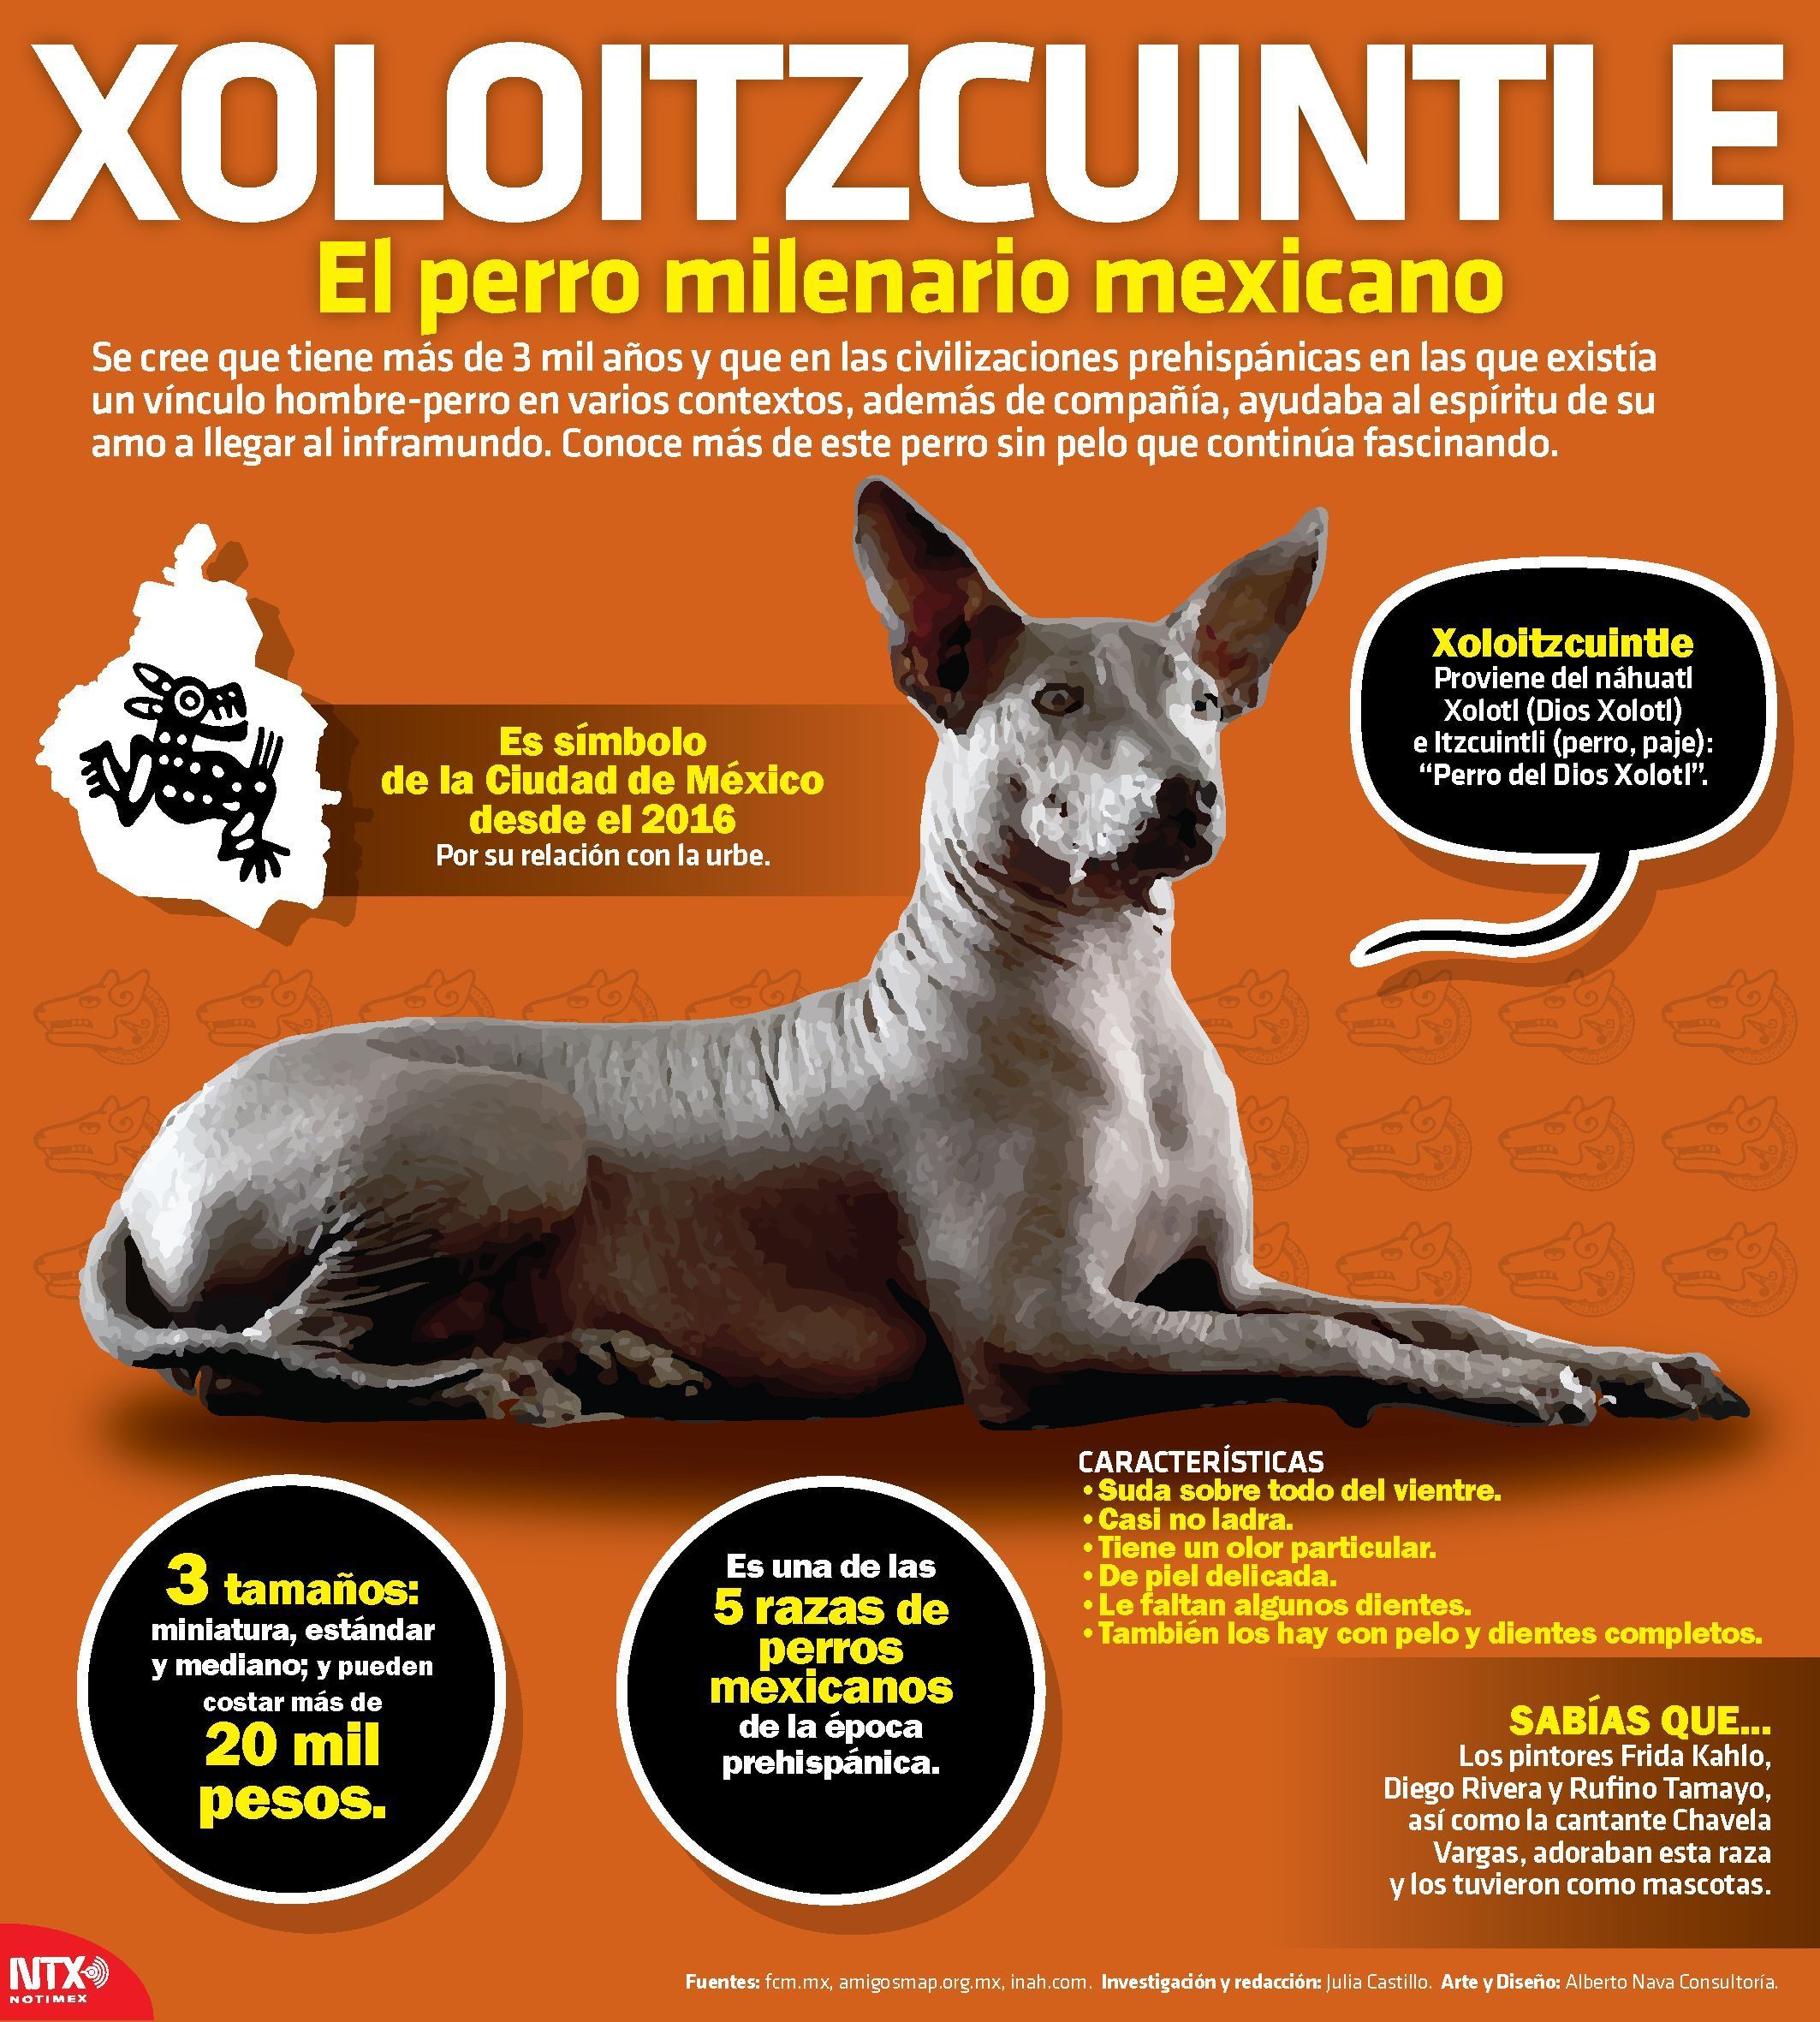 XOLOITZCUINTLE
El perro milenario mexicano
Se cree que tiene más de 3 mil años y que en las civilizaciones prehispánicas en las que existía
un vínculo hombre-perro en varios contextos, además de compañía, ayudaba al espíritu de su
amo a llegar al inframundo. Conoce más de este perro sin pelo que continúa fascinando.
Es símbolo
de la Ciudad de México
desde el 2016
Por su relación con la urbe.
Xoloitzcuintle
Proviene del náhuatl
Xolotl (Dios Xolotl)
e Itzcuintli (perro, paje):
“Perro del Dios Xolotl”.
3 tamaños:
miniatura, estándar
y mediano; y pueden
costar más de
20 mil
pesos.
Es una de las
5 razas de
perros
mexicanos
de la época
prehispánica.
CARACTERÍSTICAS
• Suda sobre todo del vientre.
• Casi no ladra.
• Tiene un olor particular.
• De piel delicada.
• Le faltan algunos dientes.
• También los hay con pelo y dientes completos.
SABÍAS QUE...
Los pintores Frida Kahlo,
Diego Rivera y Rufino Tamayo,
así como la cantante Chavela
Vargas, adoraban esta raza
y los tuvieron como mascotas.
NTX
NOTIMEX
Fuentes: fcm.mx, amigosmap.org.mx, inah.com. Investigación y redacción: Julia Castillo. Arte y Diseño: Alberto Nava Consultoría.